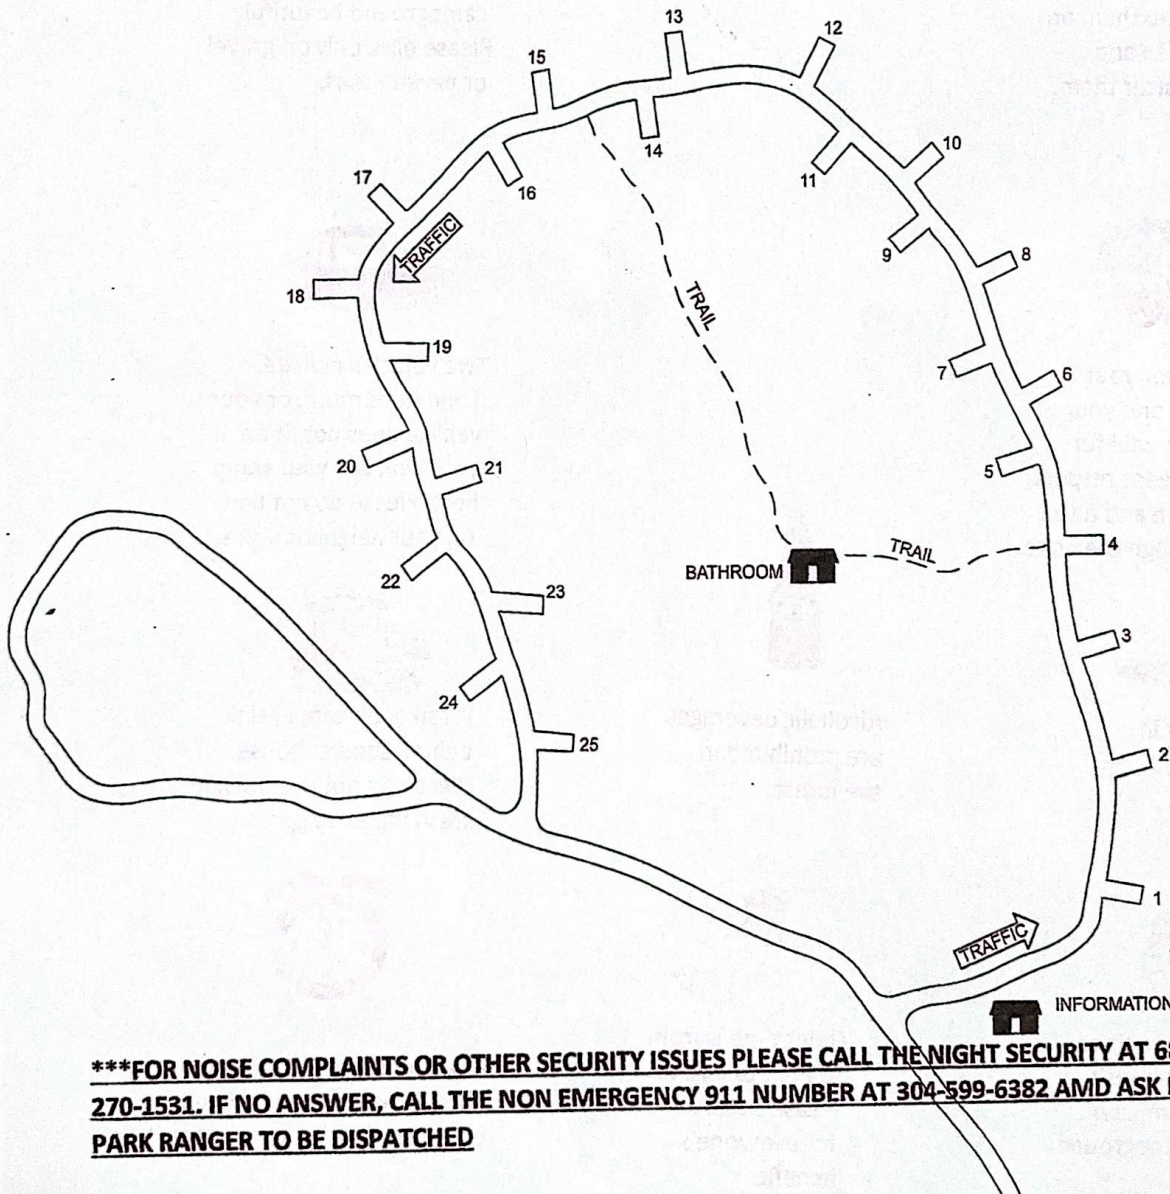 13
12
15
14
10
11
16
17
9
8
TRAFFIC
18
TRAIL
19
7
6
20
21
5
4
TRAIL
BATHROOM
22
23
3
24
25
2
1
TRAFFIC
INFORMATION
***FOR NOISE COMPLAINTS OR OTHER SECURITY ISSUES PLEASE CALL THE NIGHT SECURITY AT
270-1531. IF NO ANSWER, CALL THE NON EMERGENCY 911 NUMBER AT 304-599-6382 AMD ASK
PARK RANGER TO BE DISPATCHED